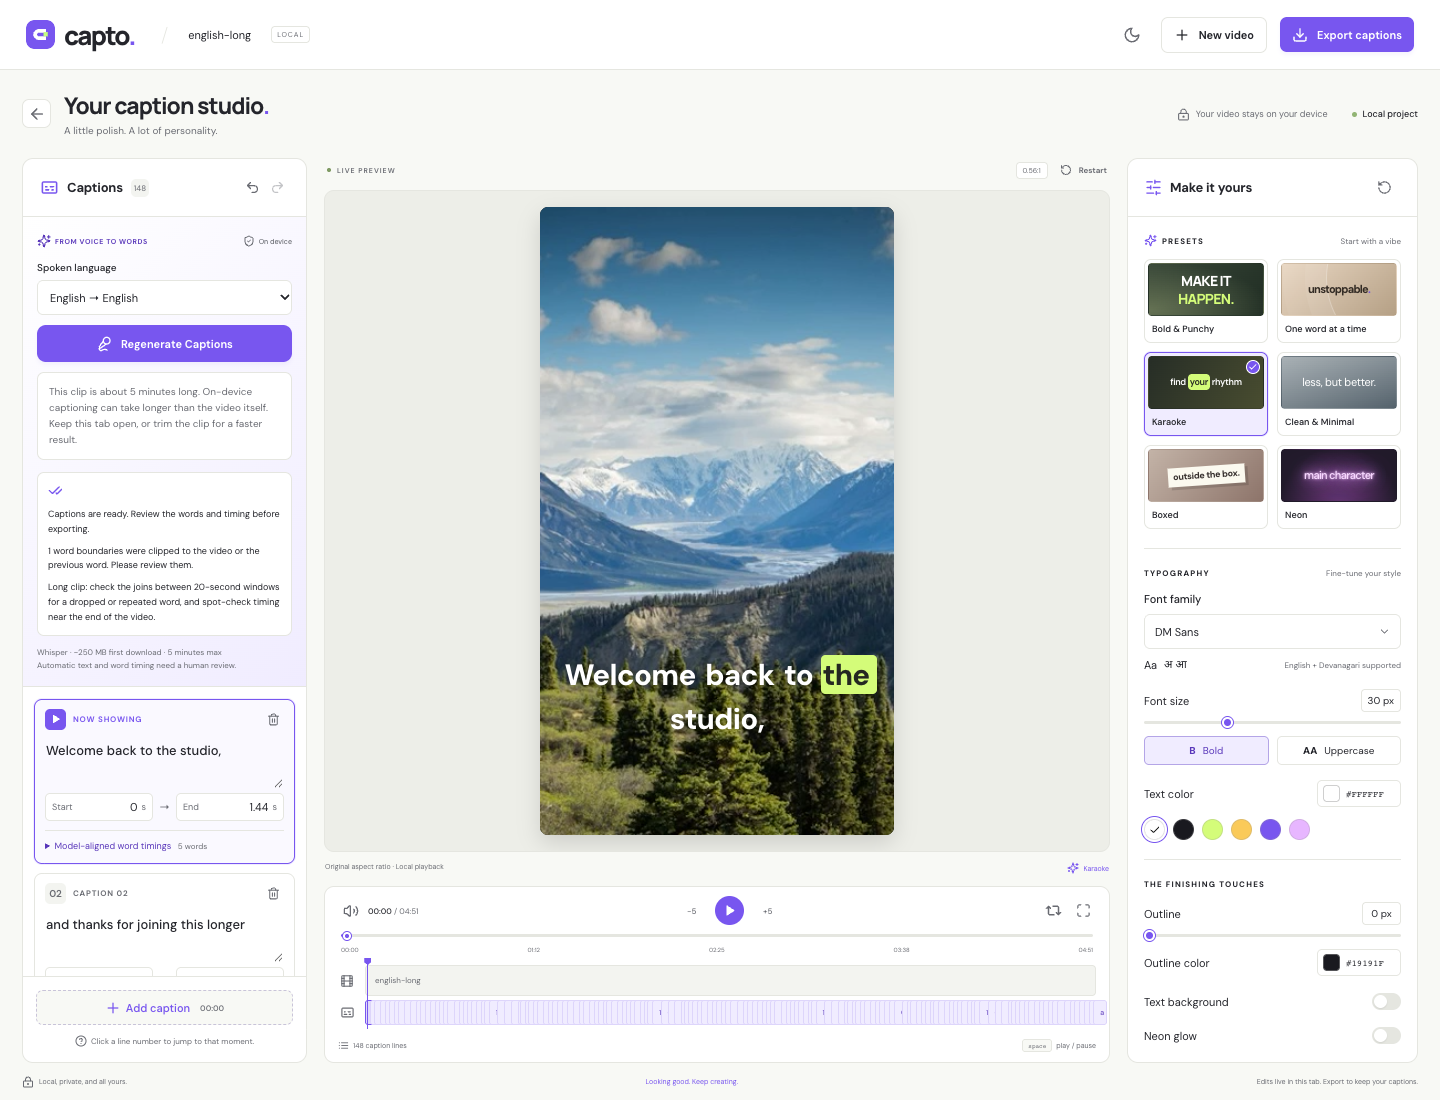 capto.
english-long
LOCAL
New video
Export captions
Your caption studio.
A little polish. A lot of personality.
Your video stays on your device
Local project
Captions
148
FROM VOICE TO WORDS
On device
Spoken language
English → English
Regenerate Captions
This clip is about 5 minutes long. On-device
captioning can take longer than the video itself.
Keep this tab open, or trim the clip for a faster
result.
Captions are ready. Review the words and timing before
exporting.
1 word boundaries were clipped to the video or the
previous word. Please review them.
Long clip: check the joins between 20-second windows
for a dropped or repeated word, and spot-check timing
near the end of the video.
Whisper · ~250 MB first download · 5 minutes max
Automatic text and word timing need a human review.
NOW SHOWING
Welcome back to the studio,
Start 0 s → End 1.44 s
Model-aligned word timings 5 words
02 CAPTION 02
and thanks for joining this longer
Add caption 00:00
Click a line number to jump to that moment.
LIVE PREVIEW
0.56:1
Restart
Welcome back to the
studio,
Original aspect ratio · Local playback
Karaoke
00:00 / 04:51
−5
+5
00:00 01:12 02:25 03:38 04:51
english-long
148 caption lines
space play / pause
Make it yours
PRESETS
Start with a vibe
MAKE IT
HAPPEN.
Bold & Punchy
unstoppable.
One word at a time
find your rhythm
Karaoke
less, but better.
Clean & Minimal
outside the box.
Boxed
main character
Neon
TYPOGRAPHY
Fine-tune your style
Font family
DM Sans
Aa अ आ
English + Devanagari supported
Font size
30 px
B Bold
AA Uppercase
Text color
#FFFFFF
THE FINISHING TOUCHES
Outline
0 px
Outline color
#19191F
Text background
Neon glow
Local, private, and all yours.
Looking good. Keep creating.
Edits live in this tab. Export to keep your captions.